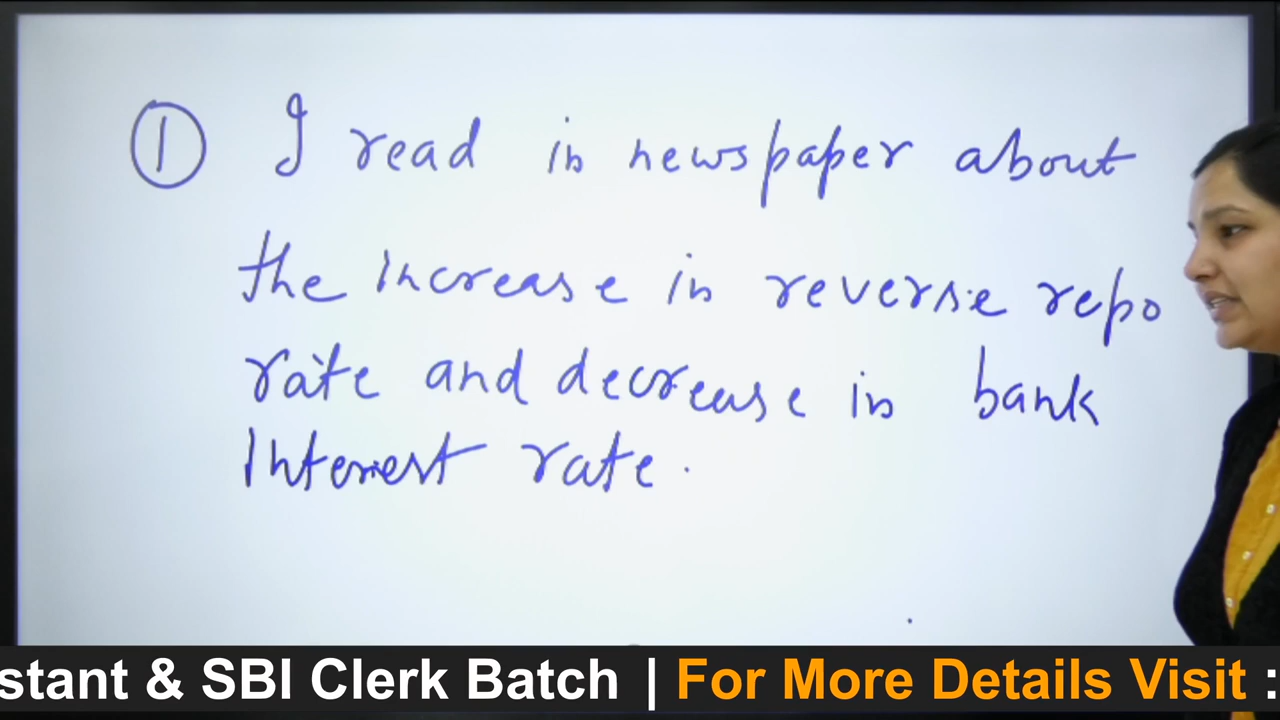 ① I read in newspaper about
the increase in reverse repo
rate and decrease in bank
Interest rate.
stant & SBI Clerk Batch | For More Details Visit :